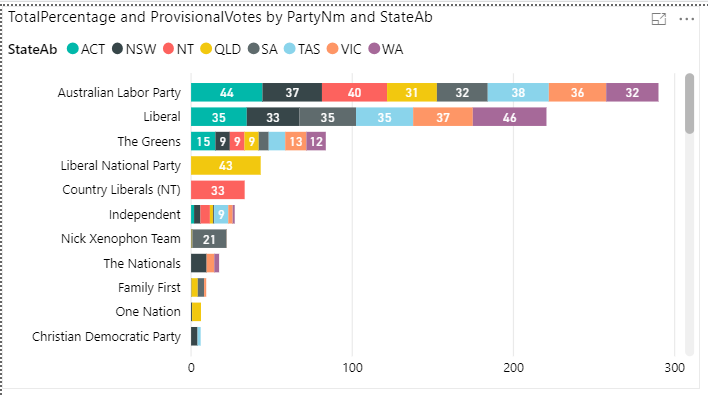 TotalPercentage and ProvisionalVotes by PartyNm and StateAb
StateAb ACT NSW NT QLD SA TAS VIC WA
Australian Labor Party 44 37 40 31 32 38 36 32
Liberal 35 33 35 35 37 46
The Greens 15 9 9 9 13 12
Liberal National Party 43
Country Liberals (NT) 33
Independent 9
Nick Xenophon Team 21
The Nationals
Family First
One Nation
Christian Democratic Party
0 100 200 300